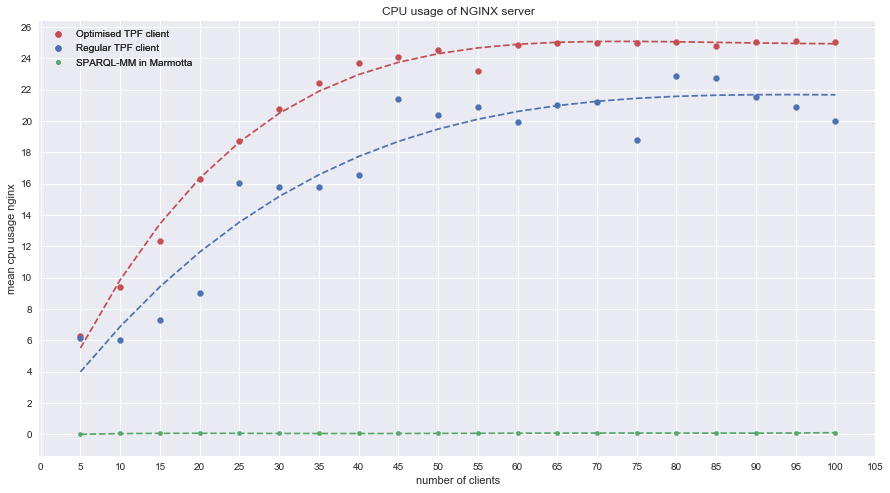 CPU usage of NGINX server
Optimised TPF client
Regular TPF client
SPARQL-MM in Marmotta
26
24
22
20
18
16
14
12
10
8
6
4
2
0
mean cpu usage nginx
0 5 10 15 20 25 30 35 40 45 50 55 60 65 70 75 80 85 90 95 100 105
number of clients